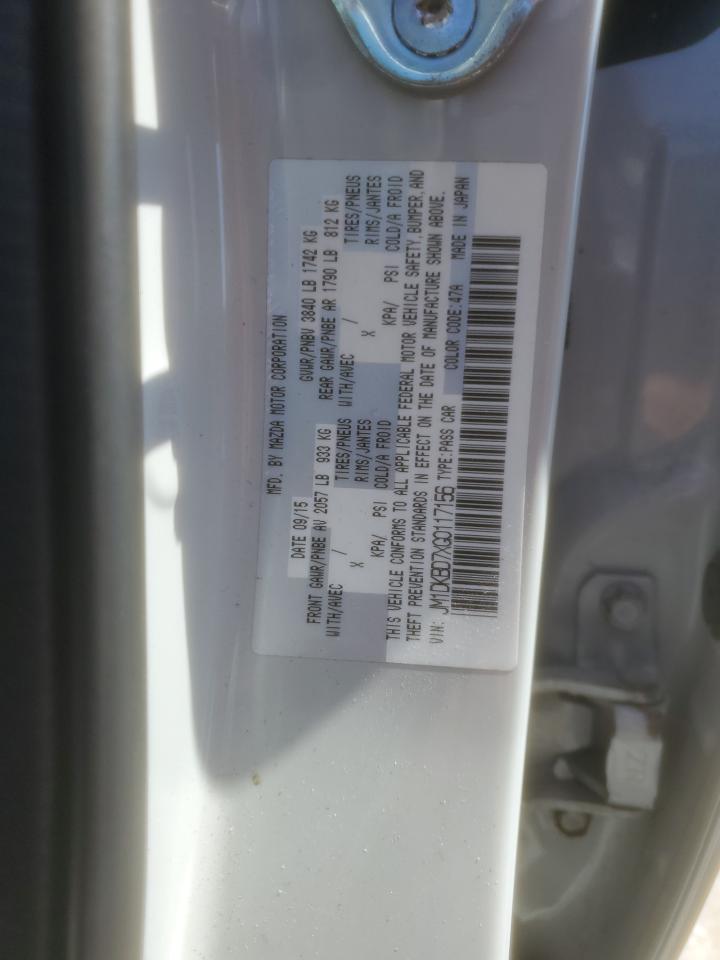 MFD. BY MAZDA MOTOR CORPORATION
DATE 09/15 GVWR/PNBV 3840 LB 1742 KG
FRONT GAWR/PNBE AV 2057 LB 933 KG REAR GAWR/PNBE AR 1790 LB 812 KG
WITH/AVEC / TIRES/PNEUS WITH/AVEC / TIRES/PNEUS
X RIMS/JANTES X RIMS/JANTES
KPA/ PSI COLD/A FROID KPA/ PSI COLD/A FROID
THIS VEHICLE CONFORMS TO ALL APPLICABLE FEDERAL MOTOR VEHICLE SAFETY, BUMPER, AND
THEFT PREVENTION STANDARDS IN EFFECT ON THE DATE OF MANUFACTURE SHOWN ABOVE.
VIN: JM1DKBD7XG0117156 TYPE:PASS CAR COLOR CODE:47A MADE IN JAPAN